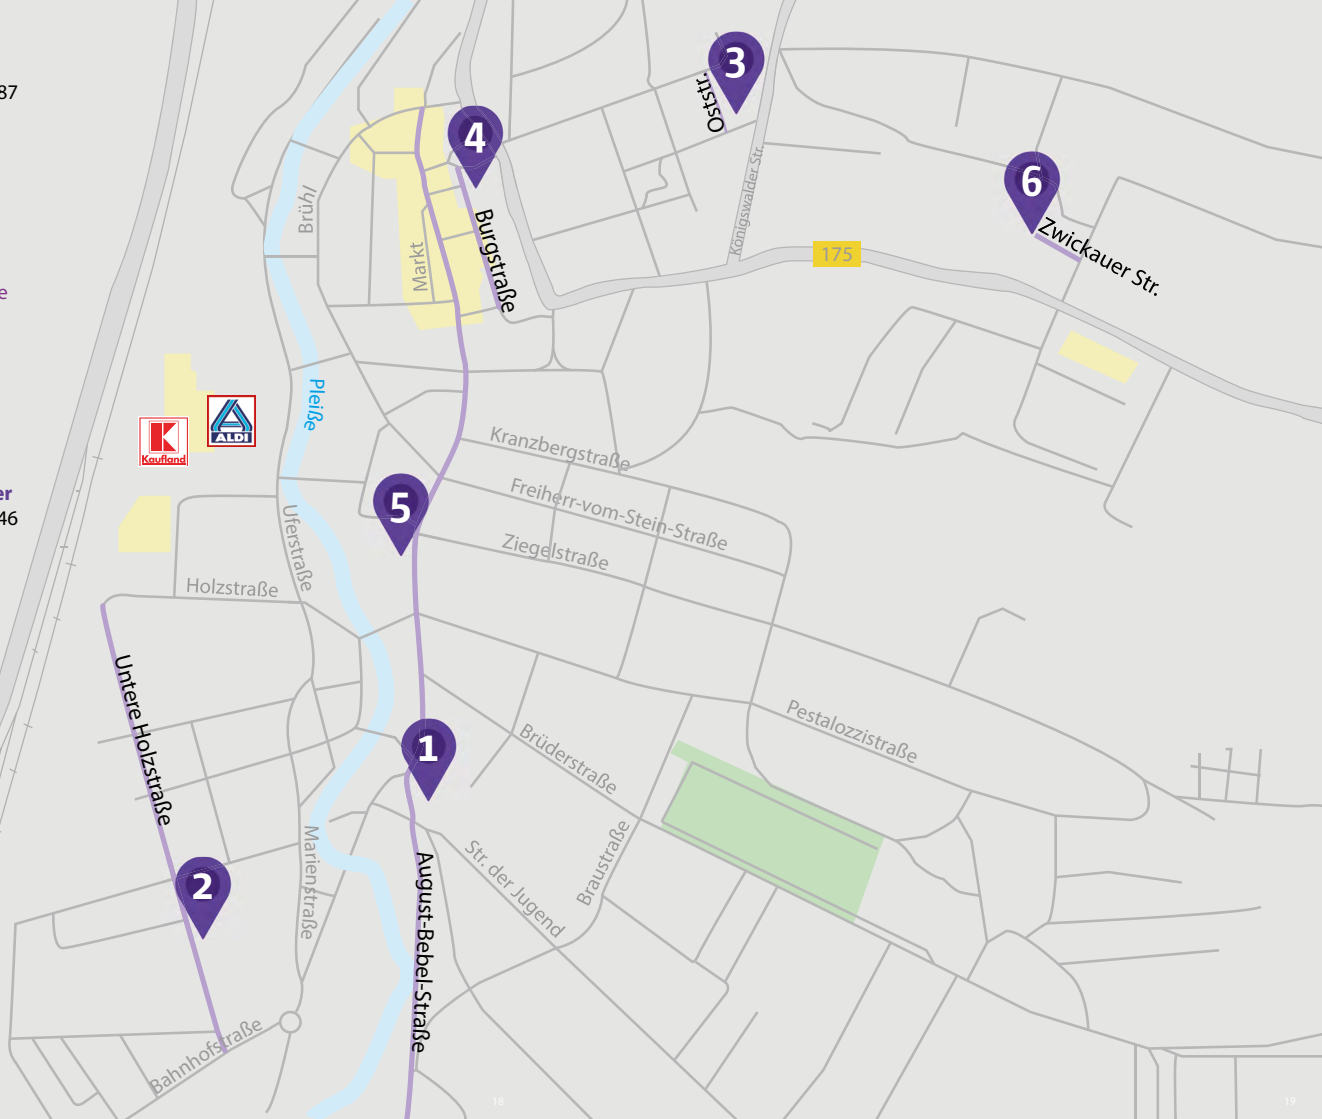 87
3
Oststr.
4
Königswalder Str.
6
Brühl
Burgstraße
Markt
175
Zwickauer Str.
e
Pleiße
ALDI
Kaufland
Kranzbergstraße
er
46
5
Freiherr-vom-Stein-Straße
Uferstraße
Ziegelstraße
Holzstraße
Untere Holzstraße
1
Pestalozzistraße
Brüderstraße
2
Marienstraße
Str. der Jugend
Braustraße
August-Bebel-Straße
Bahnhofstraße
18
19